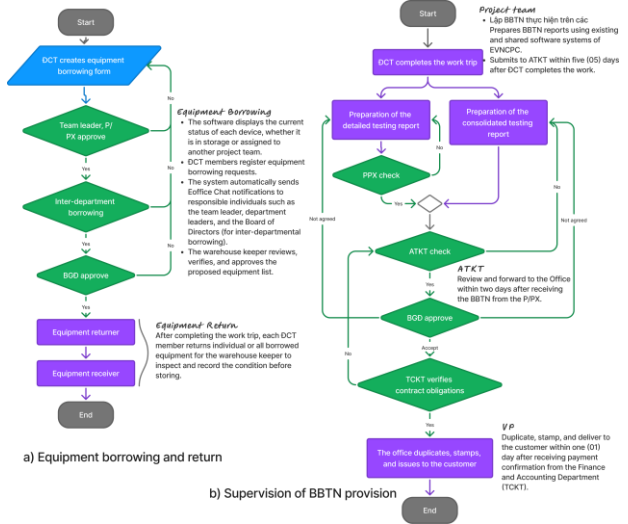 Start
ĐCT creates equipment
borrowing form
No
Team leader, P/
PX approve
Yes
No
Inter-department
borrowing
Yes
No
BGĐ approve
Yes
Equipment returner
Equipment receiver
End
Equipment Borrowing
• The software displays the current
status of each device, whether it
is in storage or assigned to
another project team.
• ĐCT members register equipment
borrowing requests.
• The system automatically sends
Eoffice Chat notifications to
responsible individuals such as
the team leader, department
leaders, and the Board of
Directors (for inter-departmental
borrowing).
• The warehouse keeper reviews,
verifies, and approves the
proposed equipment list.
Equipment Return
After completing the work trip, each ĐCT
member returns individual or all borrowed
equipment for the warehouse keeper to
inspect and record the condition before
storing.
a) Equipment borrowing and return
Start
Project team
• Lập BBTN thực hiện trên các
Prepares BBTN reports using existing
and shared software systems of
EVNCPC.
• Submits to ATKT within five (05) days
after ĐCT completes the work.
ĐCT completes the work trip
Preparation of the
detailed testing report
Preparation of the
consolidated testing
report
No
PPX check
Yes
No
No
Not agreed
Not agreed
ATKT check
ATKT
Review and forward to the Office
within two days after receiving
the BBTN from the P/PX.
Yes
BGĐ approve
Accept
No
TCKT verifies
contract obligations
Yes
The office duplicates, stamps,
and issues to the customer
VP
Duplicate, stamp, and deliver to
the customer within one (01)
day after receiving payment
confirmation from the Finance
and Accounting Department
(TCKT).
End
b) Supervision of BBTN provision